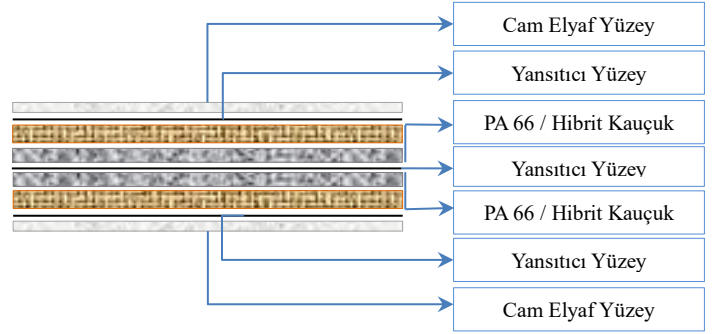 Cam Elyaf Yüzey
Yansıtıcı Yüzey
PA 66 / Hibrit Kauçuk
Yansıtıcı Yüzev
PA 66 / Hibrit Kauçuk
Yansıtıcı Yüzey
Cam Elyaf Yüzey